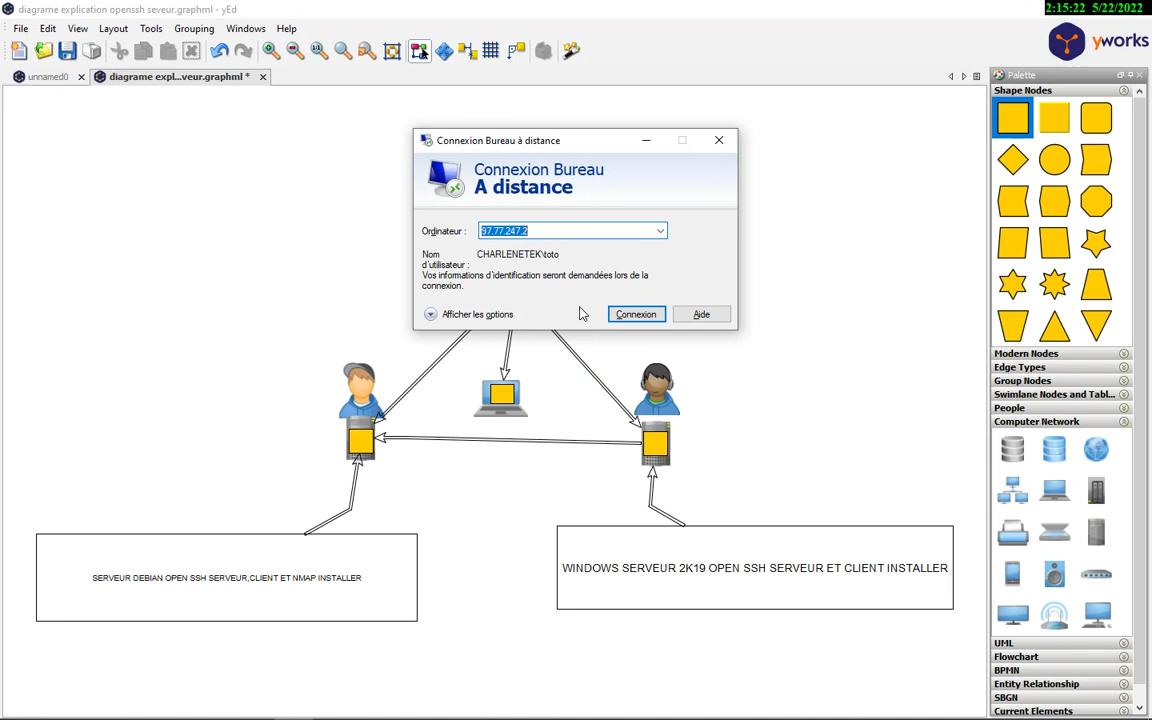 diagrame explication openssh seveur.graphml - yEd
2:15:22 5/22/2022
File Edit View Layout Tools Grouping Windows Help
yworks
unnamed0
diagrame expl...veur.graphml *
Palette
Shape Nodes
Connexion Bureau à distance
Connexion Bureau
A distance
Ordinateur :
97.77.247.2
Nom
d'utilisateur :
CHARLENETEK\toto
Vos informations d'identification seront demandées lors de la
connexion.
Afficher les options
Connexion
Aide
SERVEUR DEBIAN OPEN SSH SERVEUR,CLIENT ET NMAP INSTALLER
WINDOWS SERVEUR 2K19 OPEN SSH SERVEUR ET CLIENT INSTALLER
Modern Nodes
Edge Types
Group Nodes
Swimlane Nodes and Tabl...
People
Computer Network
UML
Flowchart
BPMN
Entity Relationship
SBGN
Current Elements